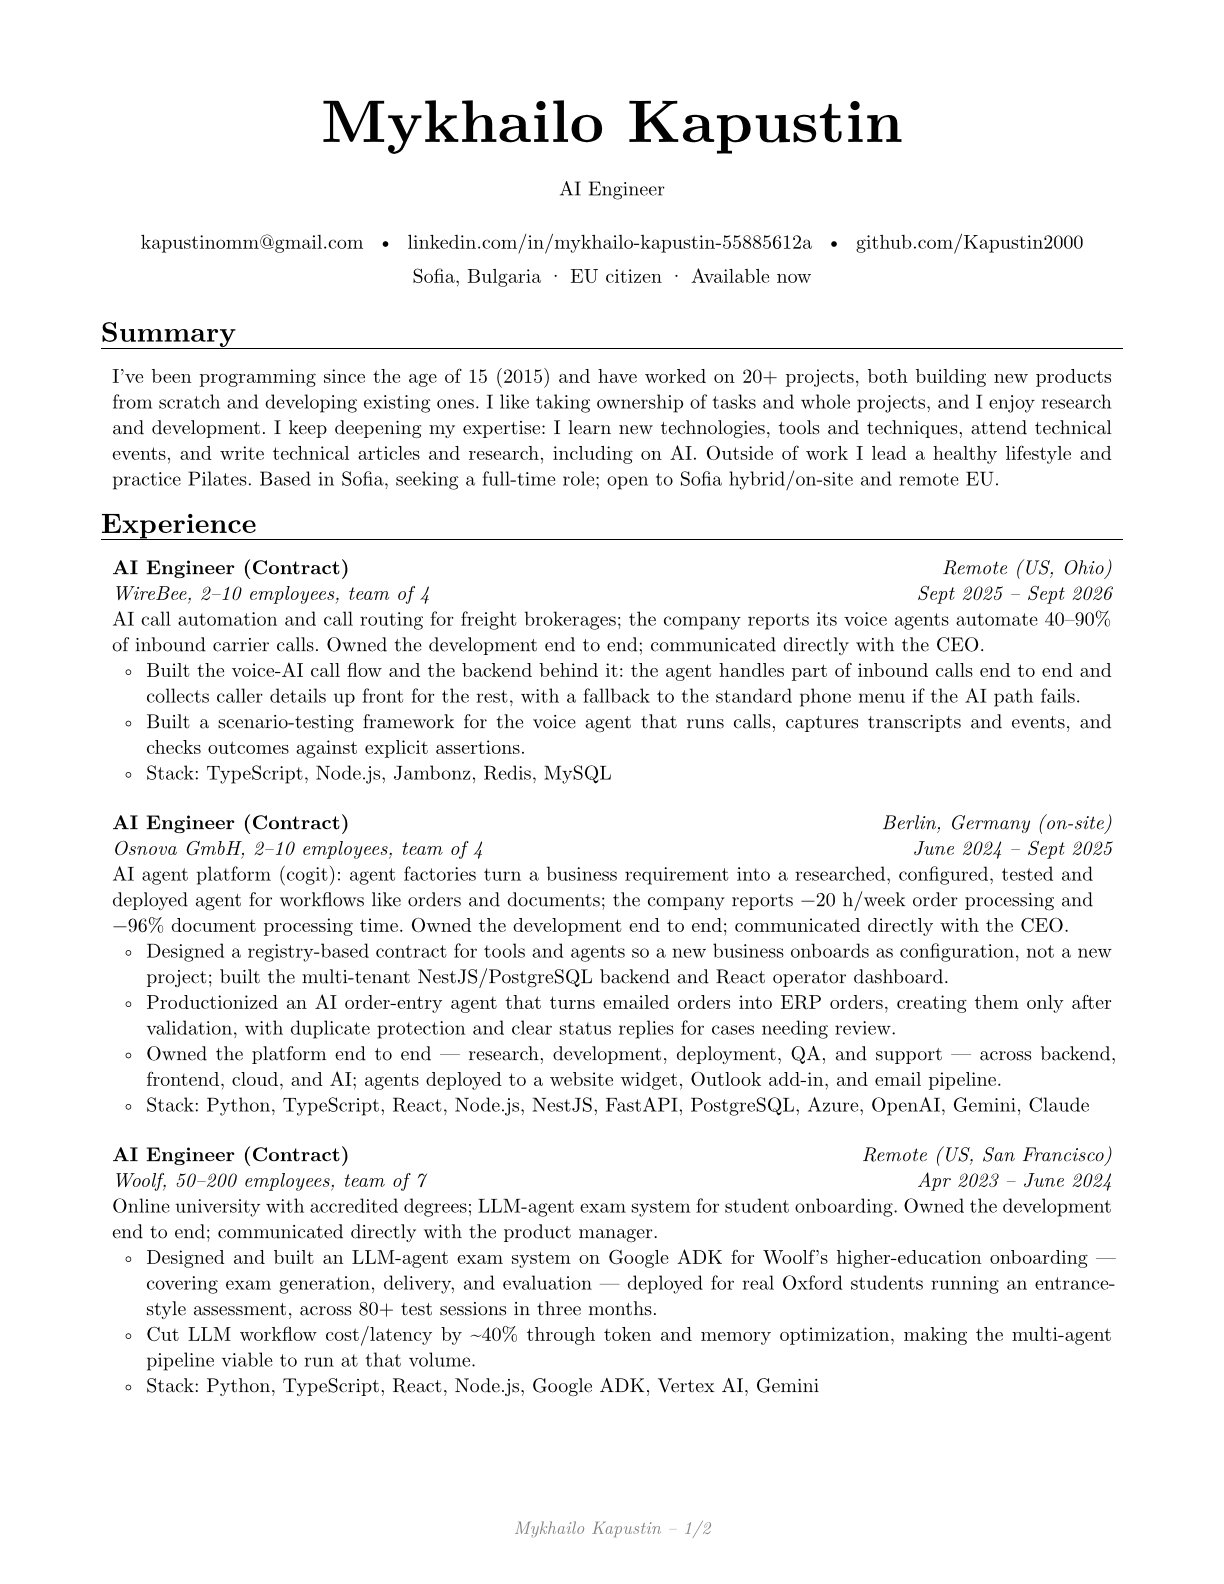 Mykhailo Kapustin
AI Engineer
kapustinomm@gmail.com • linkedin.com/in/mykhailo-kapustin-55885612a • github.com/Kapustin2000
Sofia, Bulgaria · EU citizen · Available now
Summary
I've been programming since the age of 15 (2015) and have worked on 20+ projects, both building new products
from scratch and developing existing ones. I like taking ownership of tasks and whole projects, and I enjoy research
and development. I keep deepening my expertise: I learn new technologies, tools and techniques, attend technical
events, and write technical articles and research, including on AI. Outside of work I lead a healthy lifestyle and
practice Pilates. Based in Sofia, seeking a full-time role; open to Sofia hybrid/on-site and remote EU.
Experience
AI Engineer (Contract) Remote (US, Ohio)
WireBee, 2–10 employees, team of 4 Sept 2025 – Sept 2026
AI call automation and call routing for freight brokerages; the company reports its voice agents automate 40–90%
of inbound carrier calls. Owned the development end to end; communicated directly with the CEO.
◦ Built the voice-AI call flow and the backend behind it: the agent handles part of inbound calls end to end and
collects caller details up front for the rest, with a fallback to the standard phone menu if the AI path fails.
◦ Built a scenario-testing framework for the voice agent that runs calls, captures transcripts and events, and
checks outcomes against explicit assertions.
◦ Stack: TypeScript, Node.js, Jambonz, Redis, MySQL
AI Engineer (Contract) Berlin, Germany (on-site)
Osnova GmbH, 2–10 employees, team of 4 June 2024 – Sept 2025
AI agent platform (cogit): agent factories turn a business requirement into a researched, configured, tested and
deployed agent for workflows like orders and documents; the company reports −20 h/week order processing and
−96% document processing time. Owned the development end to end; communicated directly with the CEO.
◦ Designed a registry-based contract for tools and agents so a new business onboards as configuration, not a new
project; built the multi-tenant NestJS/PostgreSQL backend and React operator dashboard.
◦ Productionized an AI order-entry agent that turns emailed orders into ERP orders, creating them only after
validation, with duplicate protection and clear status replies for cases needing review.
◦ Owned the platform end to end — research, development, deployment, QA, and support — across backend,
frontend, cloud, and AI; agents deployed to a website widget, Outlook add-in, and email pipeline.
◦ Stack: Python, TypeScript, React, Node.js, NestJS, FastAPI, PostgreSQL, Azure, OpenAI, Gemini, Claude
AI Engineer (Contract) Remote (US, San Francisco)
Woolf, 50–200 employees, team of 7 Apr 2023 – June 2024
Online university with accredited degrees; LLM-agent exam system for student onboarding. Owned the development
end to end; communicated directly with the product manager.
◦ Designed and built an LLM-agent exam system on Google ADK for Woolf's higher-education onboarding —
covering exam generation, delivery, and evaluation — deployed for real Oxford students running an entrance-
style assessment, across 80+ test sessions in three months.
◦ Cut LLM workflow cost/latency by ~40% through token and memory optimization, making the multi-agent
pipeline viable to run at that volume.
◦ Stack: Python, TypeScript, React, Node.js, Google ADK, Vertex AI, Gemini
Mykhailo Kapustin – 1/2